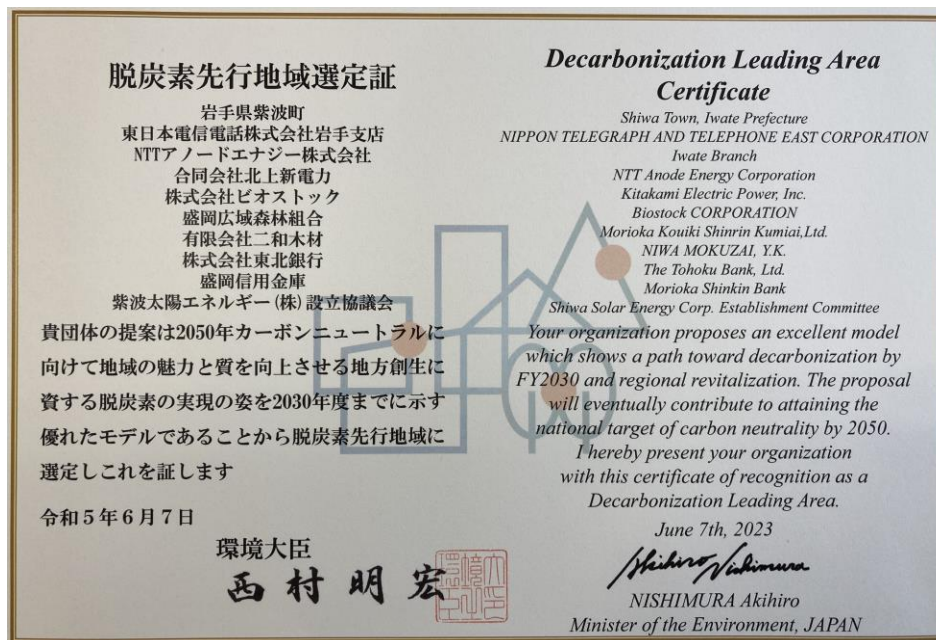 脱炭素先行地域選定証
岩手県紫波町
東日本電信電話株式会社岩手支店
NTTアノードエナジー株式会社
合同会社北上新電力
株式会社ビオストック
盛岡広域森林組合
有限会社二和木材
株式会社東北銀行
盛岡信用金庫
紫波太陽エネルギー(株)設立協議会
貴団体の提案は2050年カーボンニュートラルに
向けて地域の魅力と質を向上させる地方創生に
資する脱炭素の実現の姿を2030年度までに示す
優れたモデルであることから脱炭素先行地域に
選定しこれを証します
令和5年6月7日
環境大臣
西村明宏
環境大臣之印
Decarbonization Leading Area
Certificate
Shiwa Town, Iwate Prefecture
NIPPON TELEGRAPH AND TELEPHONE EAST CORPORATION
Iwate Branch
NTT Anode Energy Corporation
Kitakami Electric Power, Inc.
Biostock CORPORATION
Morioka Kouiki Shinrin Kumiai,Ltd.
NIWA MOKUZAI, Y.K.
The Tohoku Bank, Ltd.
Morioka Shinkin Bank
Shiwa Solar Energy Corp. Establishment Committee
Your organization proposes an excellent model
which shows a path toward decarbonization by
FY2030 and regional revitalization. The proposal
will eventually contribute to attaining the
national target of carbon neutrality by 2050.
I hereby present your organization
with this certificate of recognition as a
Decarbonization Leading Area.
June 7th, 2023
Akihiro Nishimura
NISHIMURA Akihiro
Minister of the Environment, JAPAN